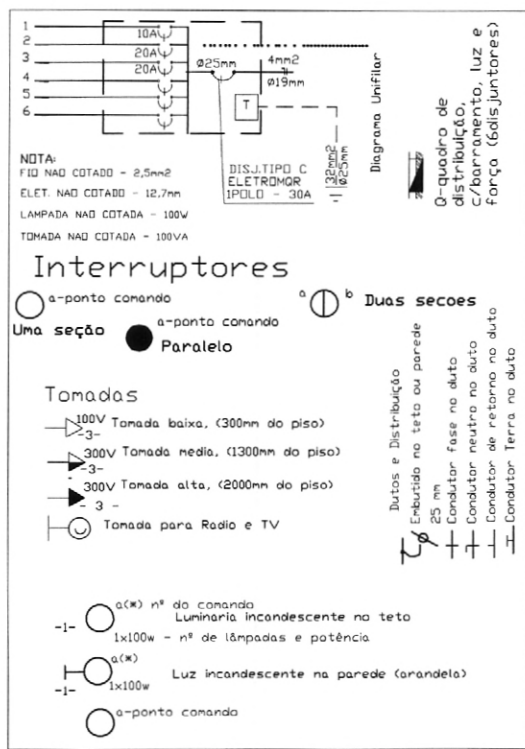 1
2
3
4
5
6
10A
20A
20A
Ø25mm
4mm2
Ø19mm
T
32mm2
Ø25mm
Diagrama Unifilar
Q-quadro de
distribuição,
c/barramento, luz e
força (6disjuntores)
NOTA:
FIO NAO COTADO - 2,5mm2
ELET. NAO COTADO - 12,7mm
LAMPADA NAO COTADA - 100W
TOMADA NAO COTADA - 100VA
DISJ.TIPO C
ELETROMQR
1POLO - 30A
Interruptores
a-ponto comando
Uma seção
a-ponto comando
Paralelo
a
b
Duas secoes
Tomadas
100V
-3-
Tomada baixa, (300mm do piso)
300V
-3-
Tomada media, (1300mm do piso)
300V
- 3 -
Tomada alta, (2000mm do piso)
Tomada para Radio e TV
Dutos e Distribuição
Embutido no teto ou parede
25 mm
Condutor fase no duto
Condutor neutro no duto
Condutor de retorno no duto
Condutor Terra no duto
a(*) nº do comando
Luminaria incandescente no teto
-1-
1x100w - nº de lâmpadas e potência
a(*)
-1-
1x100w
Luz incandescente na parede (arandela)
a-ponto comando